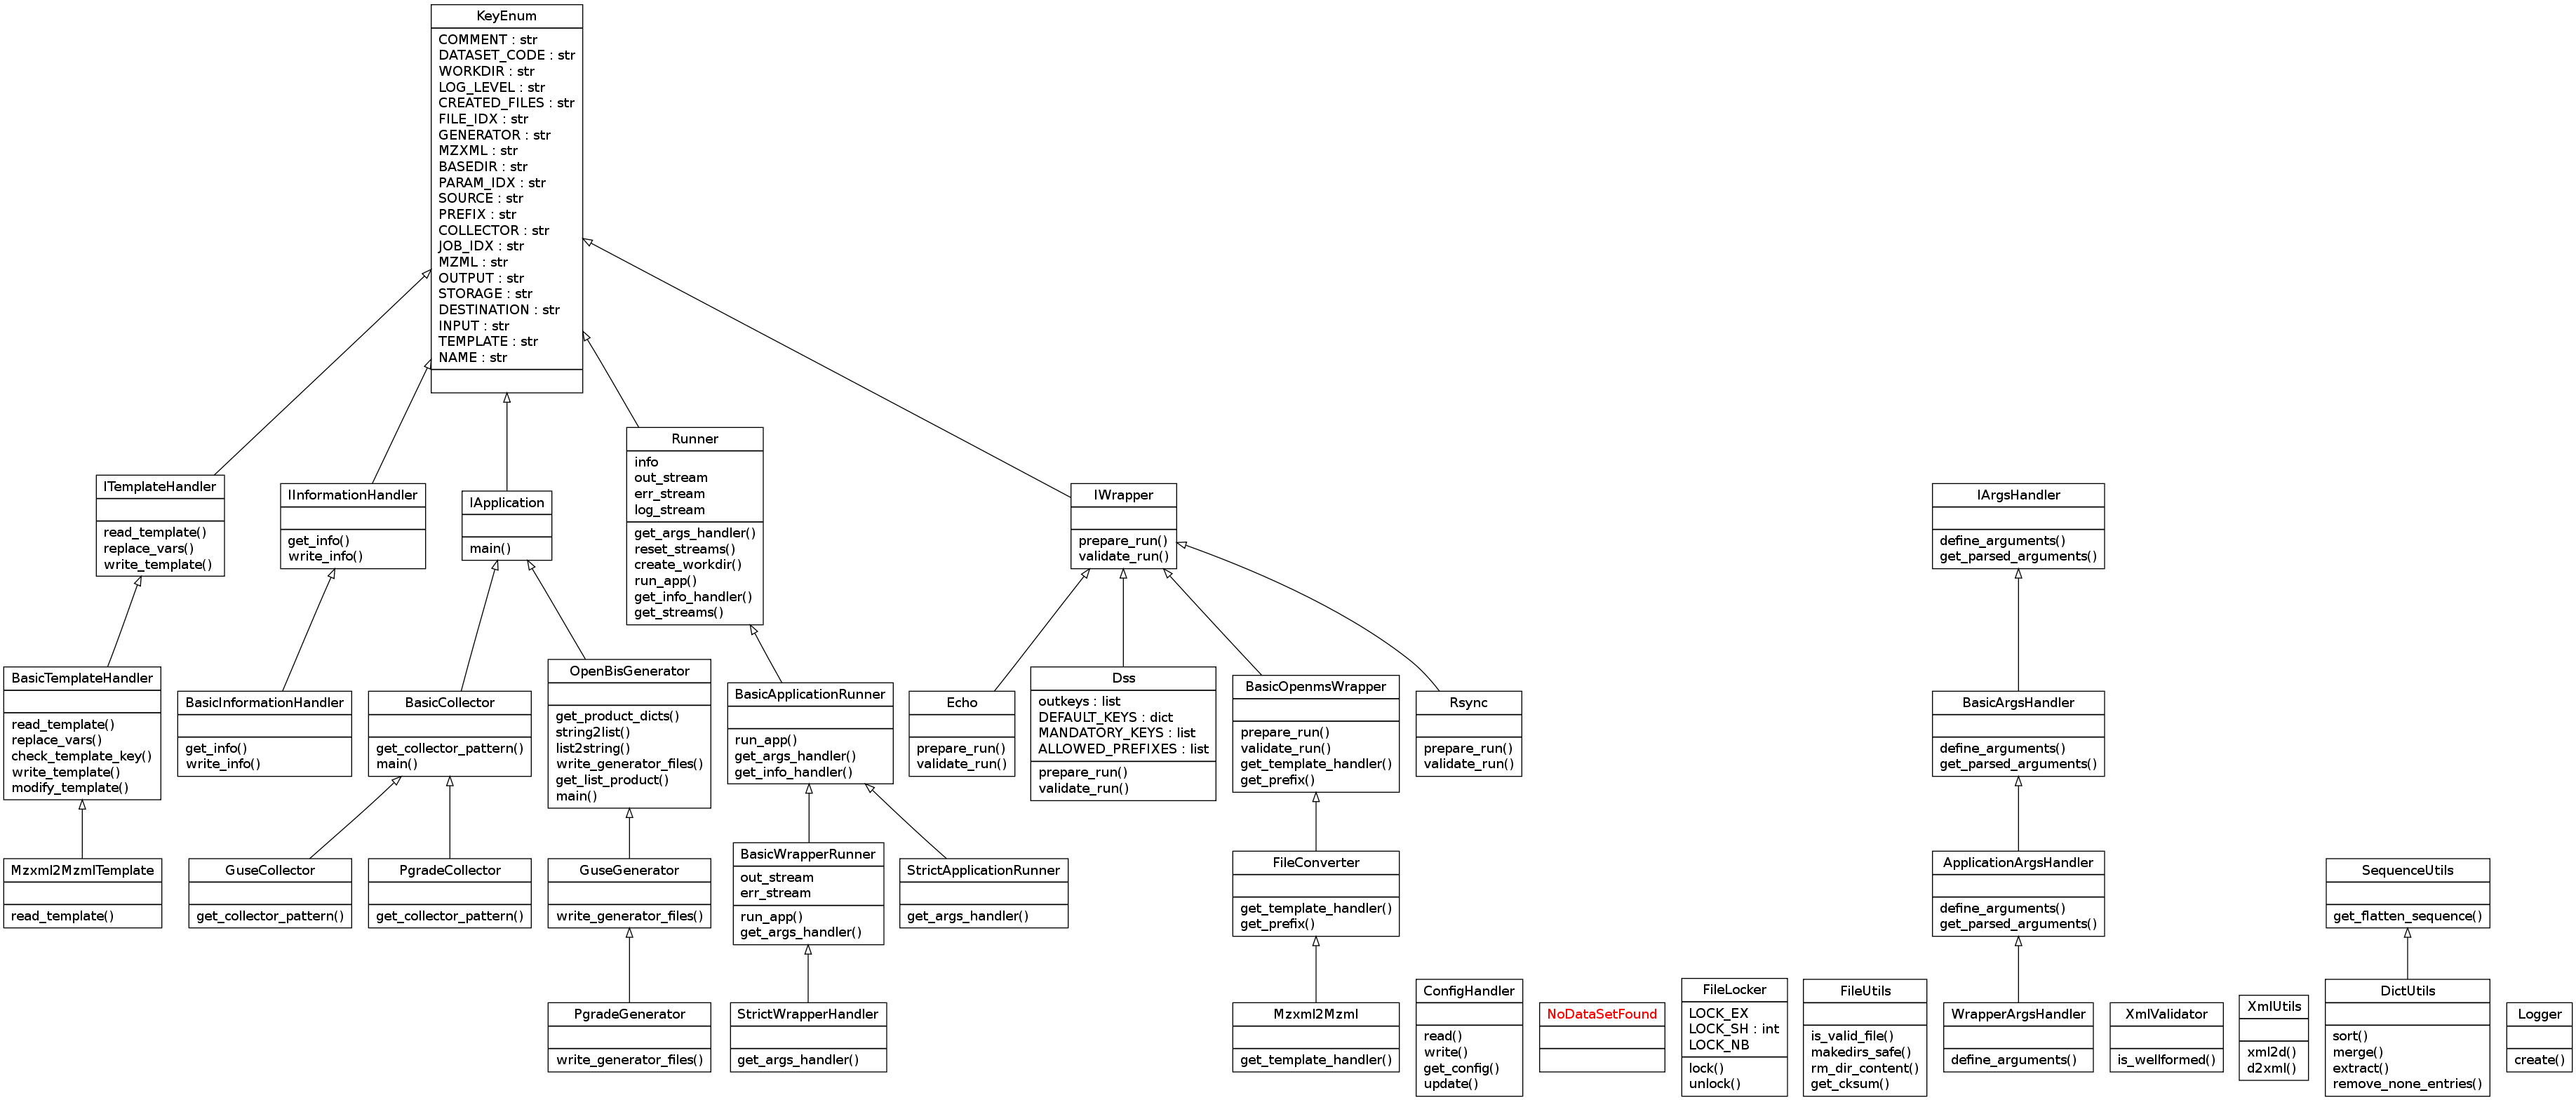 KeyEnum
COMMENT : str
DATASET_CODE : str
WORKDIR : str
LOG_LEVEL : str
CREATED_FILES : str
FILE_IDX : str
GENERATOR : str
MZXML : str
BASEDIR : str
PARAM_IDX : str
SOURCE : str
PREFIX : str
COLLECTOR : str
JOB_IDX : str
MZML : str
OUTPUT : str
STORAGE : str
DESTINATION : str
INPUT : str
TEMPLATE : str
NAME : str
ITemplateHandler
read_template()
replace_vars()
write_template()
IInformationHandler
get_info()
write_info()
IApplication
main()
Runner
info
out_stream
err_stream
log_stream
get_args_handler()
reset_streams()
create_workdir()
run_app()
get_info_handler()
get_streams()
IWrapper
prepare_run()
validate_run()
IArgsHandler
define_arguments()
get_parsed_arguments()
BasicTemplateHandler
read_template()
replace_vars()
check_template_key()
write_template()
modify_template()
BasicInformationHandler
get_info()
write_info()
BasicCollector
get_collector_pattern()
main()
OpenBisGenerator
get_product_dicts()
string2list()
list2string()
write_generator_files()
get_list_product()
main()
BasicApplicationRunner
run_app()
get_args_handler()
get_info_handler()
Echo
prepare_run()
validate_run()
Dss
outkeys : list
DEFAULT_KEYS : dict
MANDATORY_KEYS : list
ALLOWED_PREFIXES : list
prepare_run()
validate_run()
BasicOpenmsWrapper
prepare_run()
validate_run()
get_template_handler()
get_prefix()
Rsync
prepare_run()
validate_run()
BasicArgsHandler
define_arguments()
get_parsed_arguments()
Mzxml2MzmlTemplate
read_template()
GuseCollector
get_collector_pattern()
PgradeCollector
get_collector_pattern()
GuseGenerator
write_generator_files()
BasicWrapperRunner
out_stream
err_stream
run_app()
get_args_handler()
StrictApplicationRunner
get_args_handler()
FileConverter
get_template_handler()
get_prefix()
ApplicationArgsHandler
define_arguments()
get_parsed_arguments()
SequenceUtils
get_flatten_sequence()
PgradeGenerator
write_generator_files()
StrictWrapperHandler
get_args_handler()
Mzxml2Mzml
get_template_handler()
ConfigHandler
read()
write()
get_config()
update()
NoDataSetFound
FileLocker
LOCK_EX
LOCK_SH : int
LOCK_NB
lock()
unlock()
FileUtils
is_valid_file()
makedirs_safe()
rm_dir_content()
get_cksum()
WrapperArgsHandler
define_arguments()
XmlValidator
is_wellformed()
XmlUtils
xml2d()
d2xml()
DictUtils
sort()
merge()
extract()
remove_none_entries()
Logger
create()